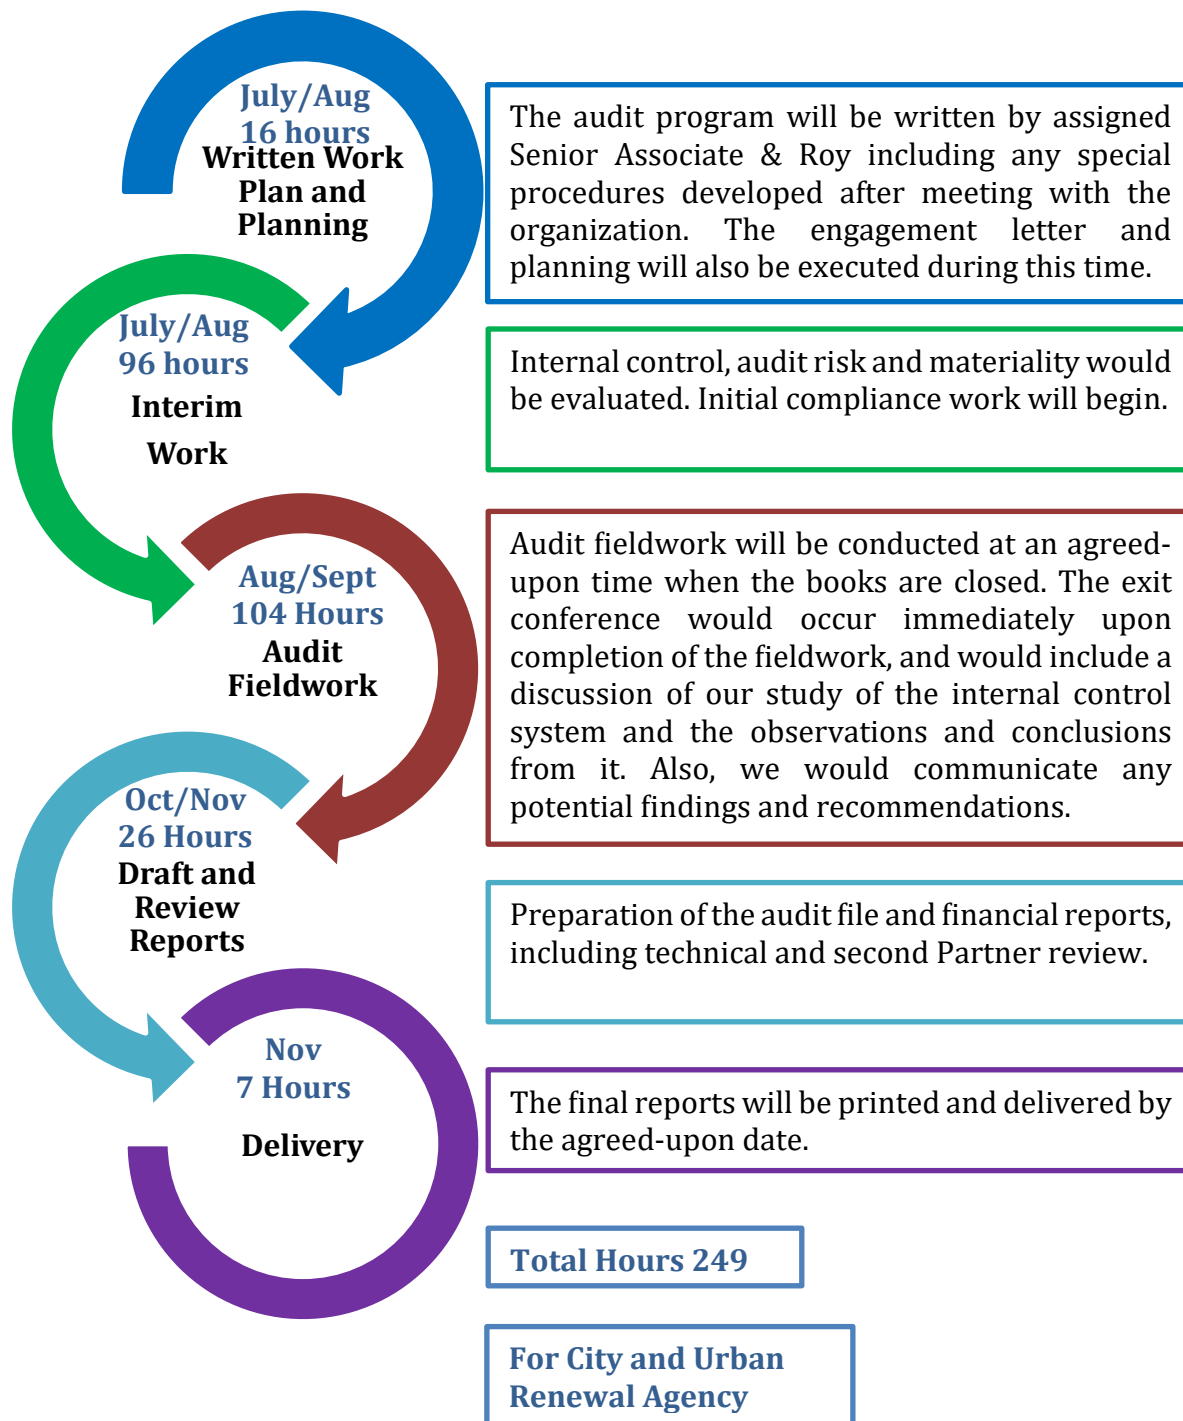 July/Aug
16 hours
Written Work
Plan and
Planning
The audit program will be written by assigned
Senior Associate & Roy including any special
procedures developed after meeting with the
organization. The engagement letter and
planning will also be executed during this time.
July/Aug
96 hours
Interim
Work
Internal control, audit risk and materiality would
be evaluated. Initial compliance work will begin.
Aug/Sept
104 Hours
Audit
Fieldwork
Audit fieldwork will be conducted at an agreed-
upon time when the books are closed. The exit
conference would occur immediately upon
completion of the fieldwork, and would include a
discussion of our study of the internal control
system and the observations and conclusions
from it. Also, we would communicate any
potential findings and recommendations.
Oct/Nov
26 Hours
Draft and
Review
Reports
Preparation of the audit file and financial reports,
including technical and second Partner review.
Nov
7 Hours
Delivery
The final reports will be printed and delivered by
the agreed-upon date.
Total Hours 249
For City and Urban
Renewal Agency